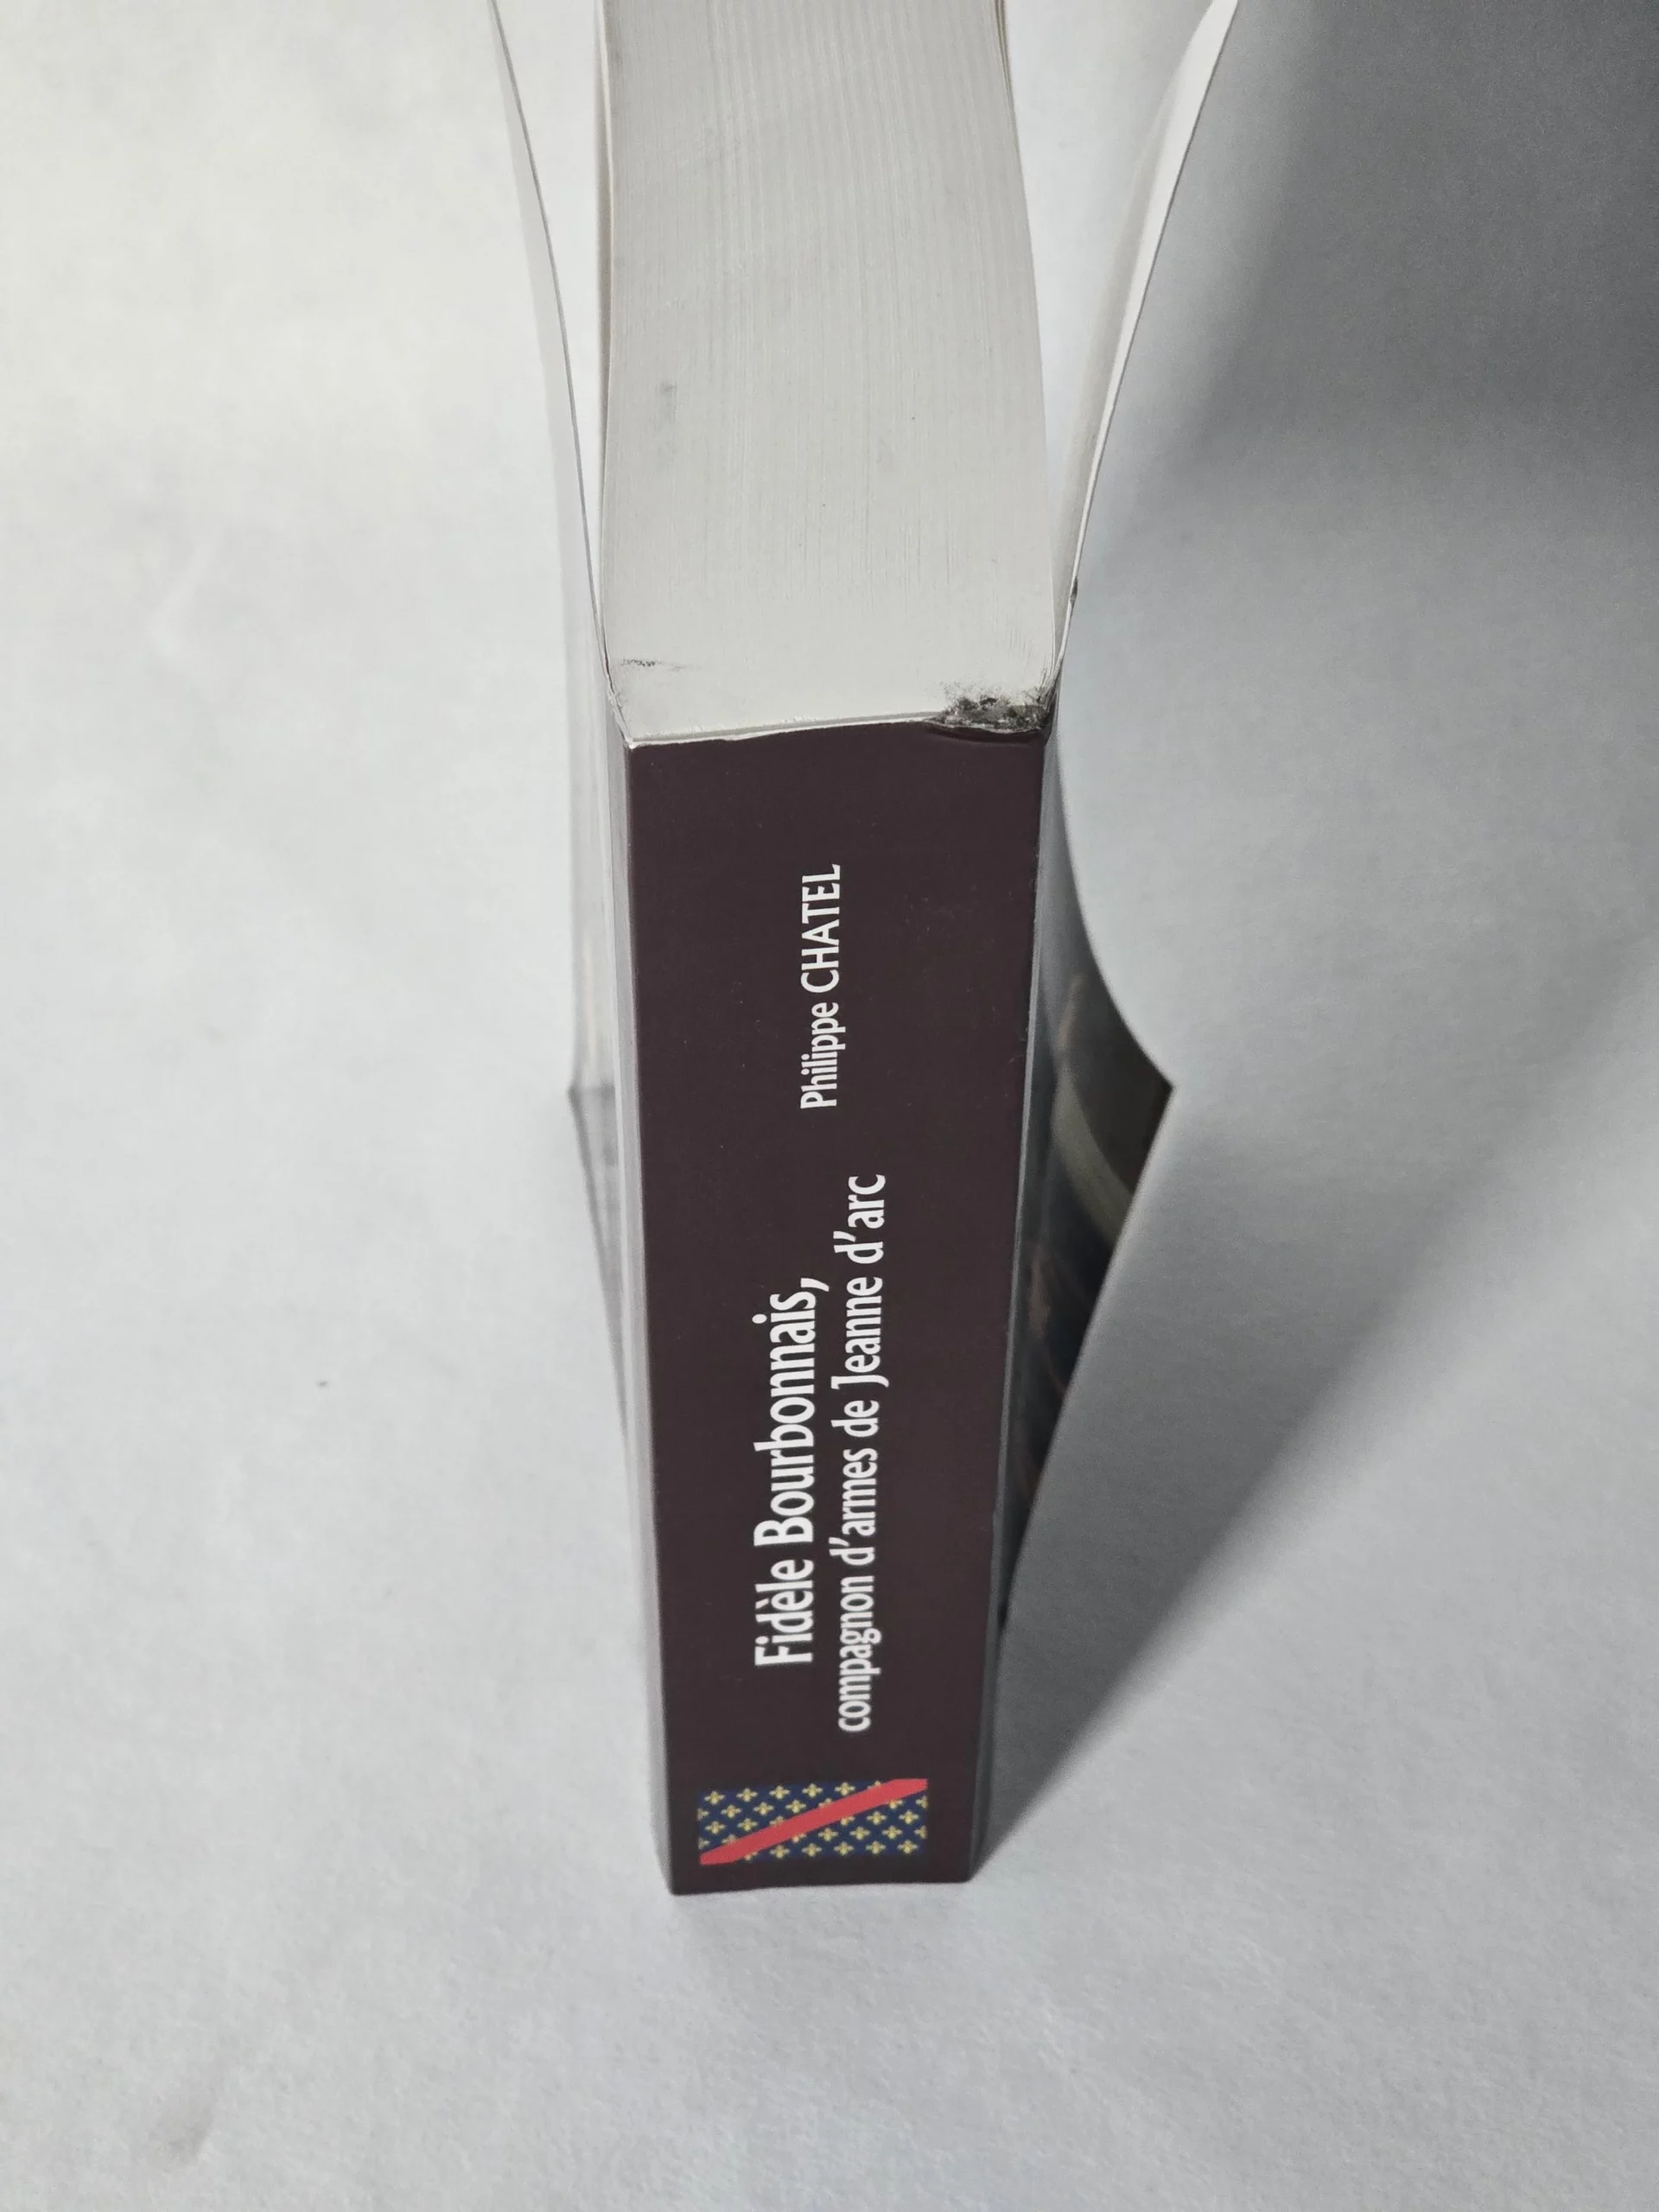 Fidèle Bourbonnais,
compagnon d'armes de Jeanne d'arc
Philippe CHATEL